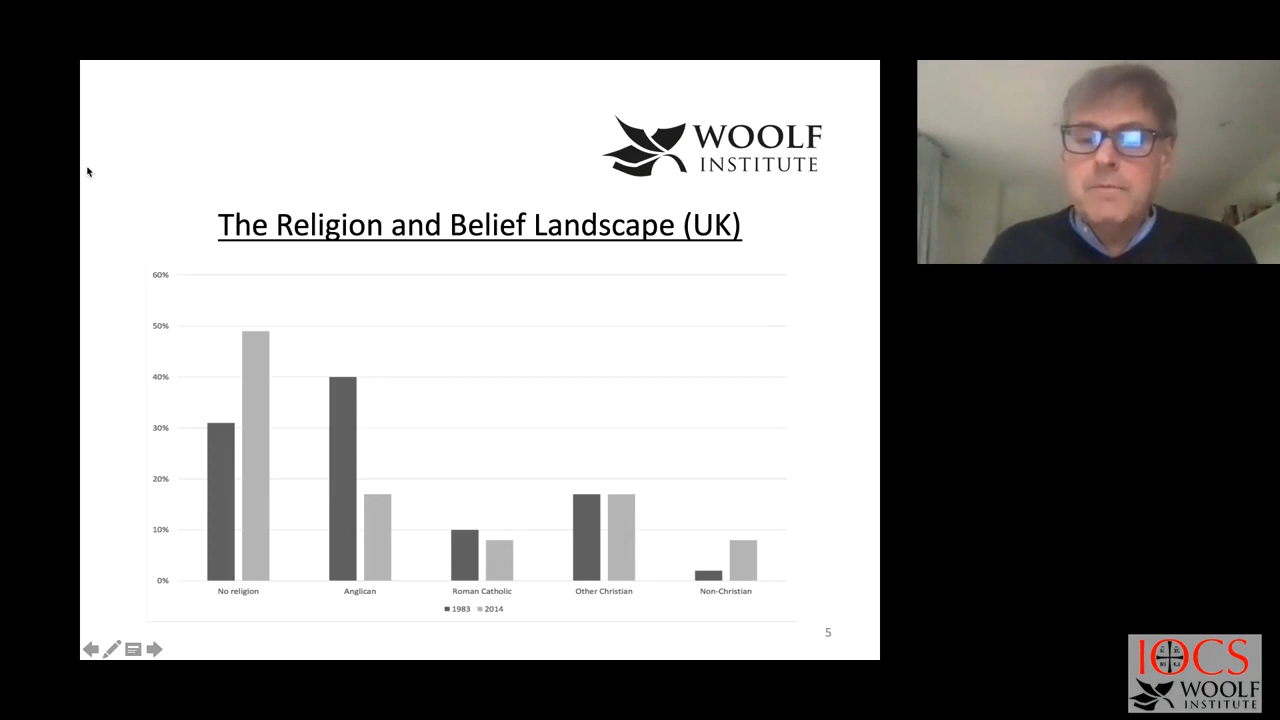 WOOLF
INSTITUTE
The Religion and Belief Landscape (UK)
60%
50%
40%
30%
20%
10%
0%
No religion
Anglican
Roman Catholic
Other Christian
Non-Christian
1983
2014
5
IOCS
WOOLF
INSTITUTE